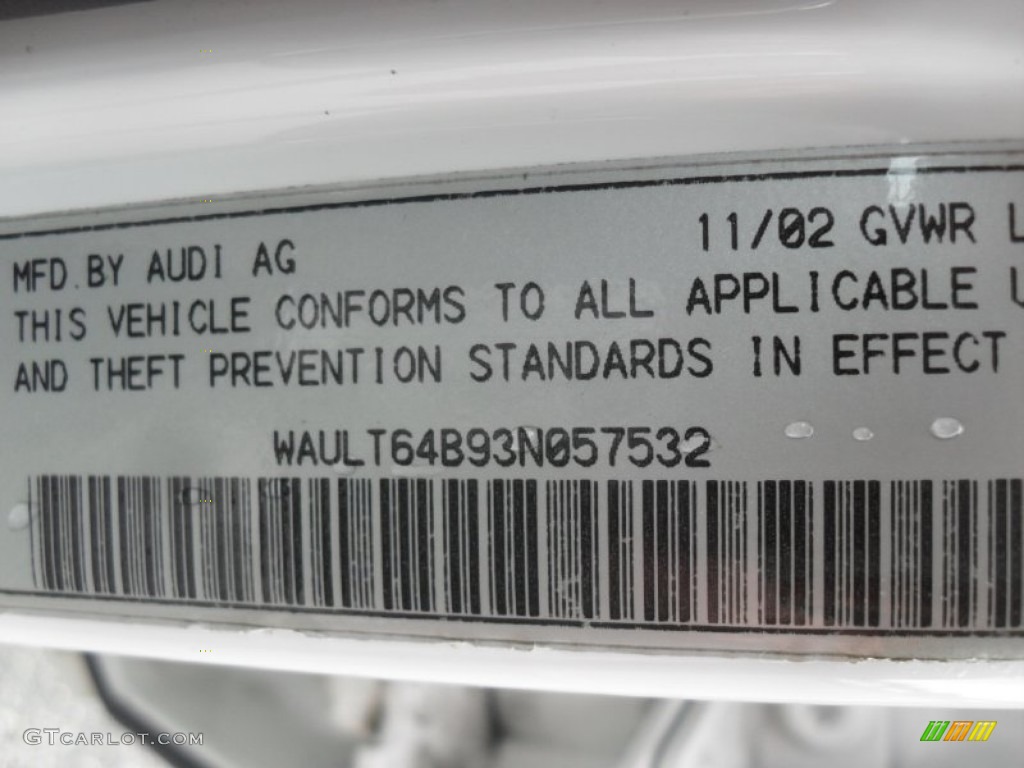 MFD.BY AUDI AG 11/02 GVWR L
THIS VEHICLE CONFORMS TO ALL APPLICABLE U
AND THEFT PREVENTION STANDARDS IN EFFECT
WAULT64B93N057532
GTCARLOT.COM